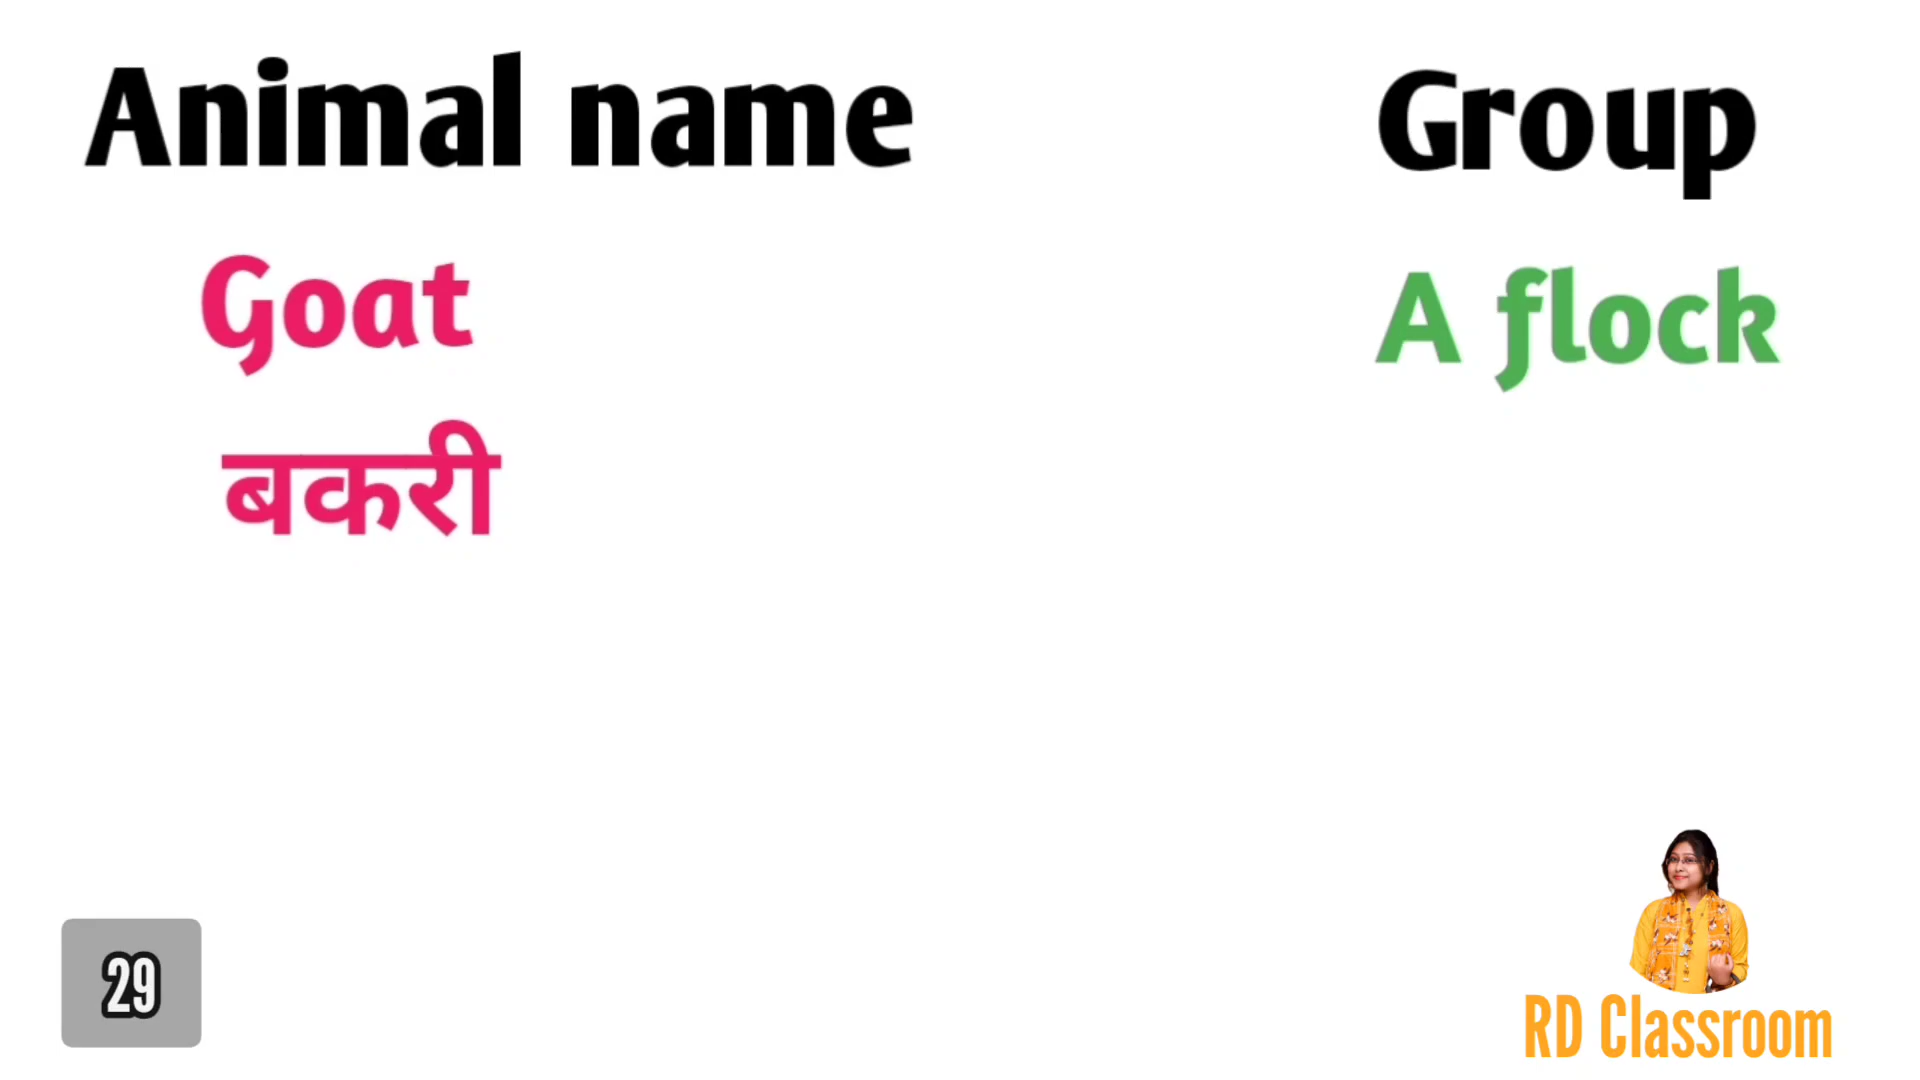 Animal name Group
Goat A flock
बकरी
29
RD Classroom